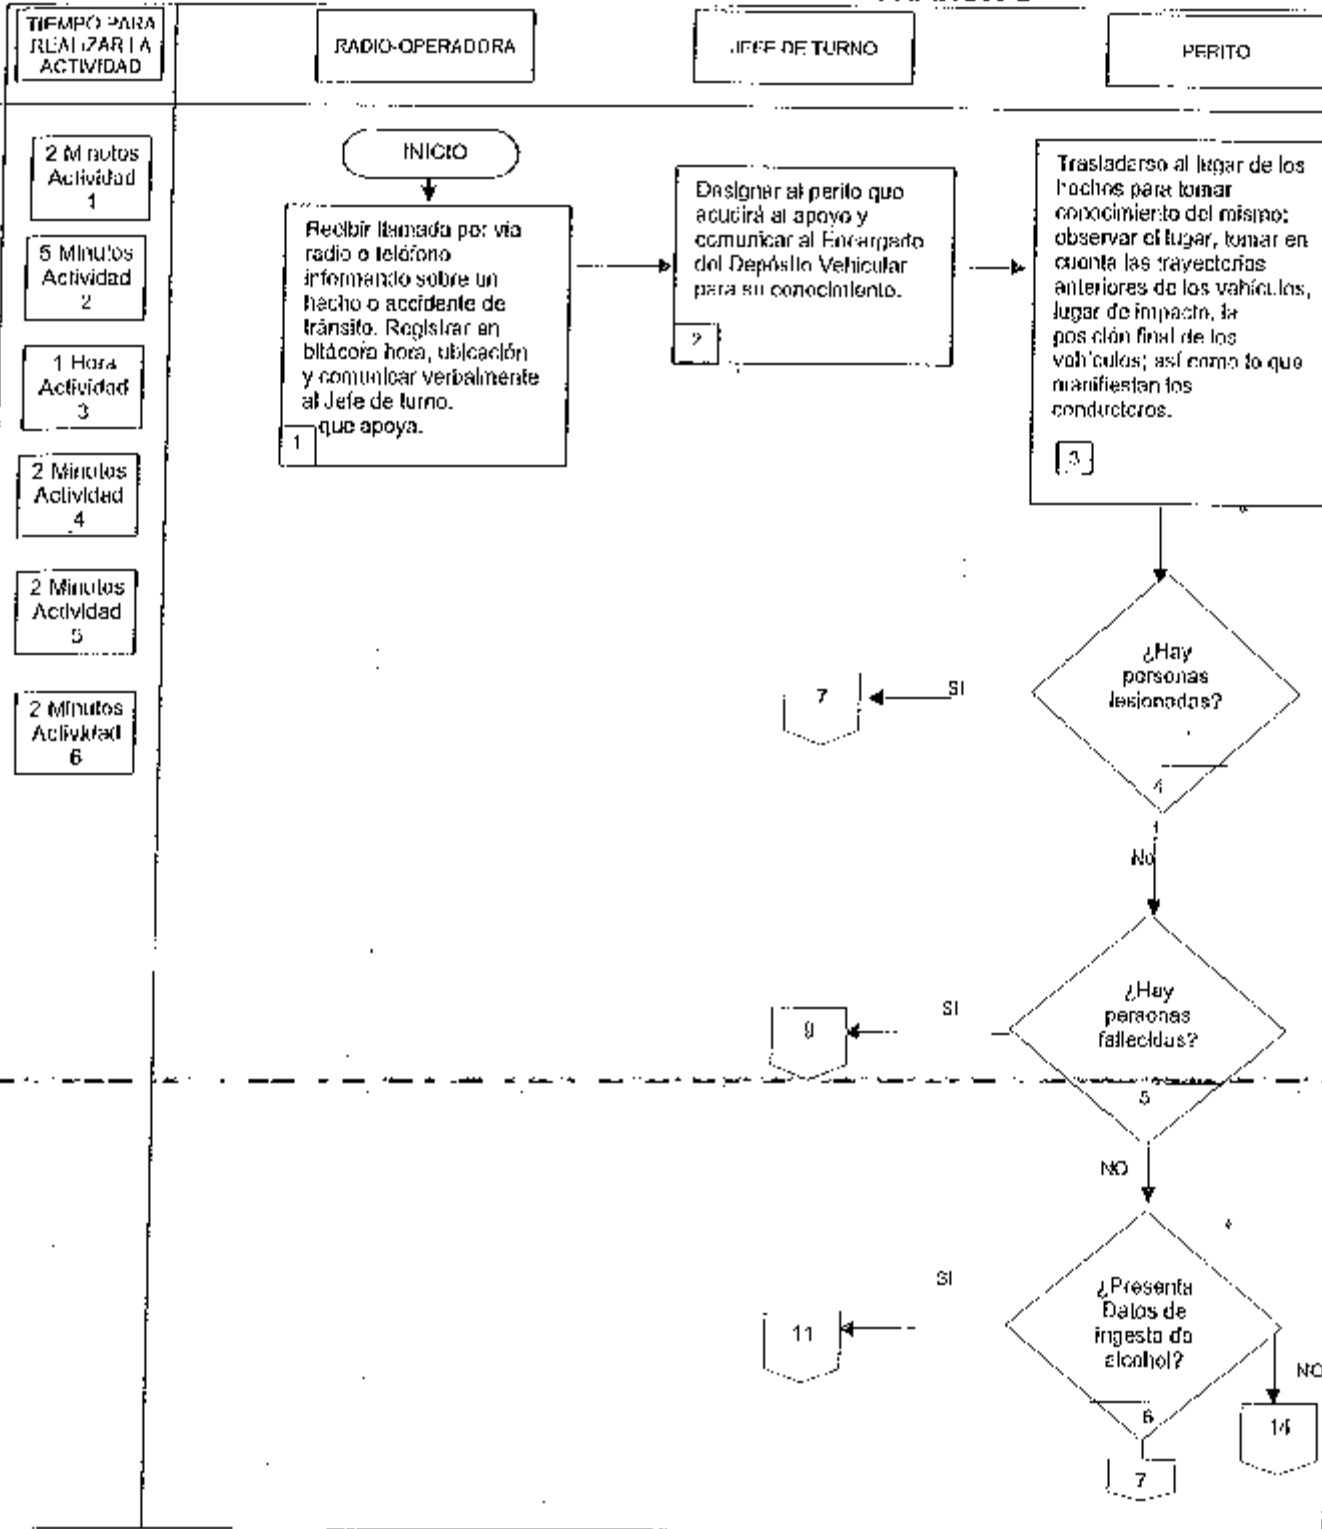 TIEMPO PARA
REALIZAR LA
ACTIVIDAD
RADIO-OPERADORA
JEFE DE TURNO
PERITO
2 Minutos
Actividad
1
5 Minutos
Actividad
2
1 Hora
Actividad
3
2 Minutos
Actividad
4
2 Minutos
Actividad
5
2 Minutos
Actividad
6
INICIO
Recibir llamada por vía
radio o teléfono
informando sobre un
hecho o accidente de
tránsito. Registrar en
bitácora hora, ubicación
y comunicar verbalmente
al Jefe de turno.
que apoya.
1
Designar al perito que
acudirá al apoyo y
comunicar al Encargado
del Depósito Vehicular
para su conocimiento.
2
Trasladarse al lugar de los
hechos para tomar
conocimiento del mismo;
observar el lugar, tomar en
cuenta las trayectorias
anteriores de los vehículos,
lugar de impacto, la
posición final de los
vehículos; así como lo que
manifiestan los
conductores.
3
¿Hay
personas
lesionadas?
4
SI
7
No
¿Hay
personas
fallecidas?
5
SI
9
NO
¿Presenta
Datos de
ingesta de
alcohol?
6
SI
11
NO
14
7